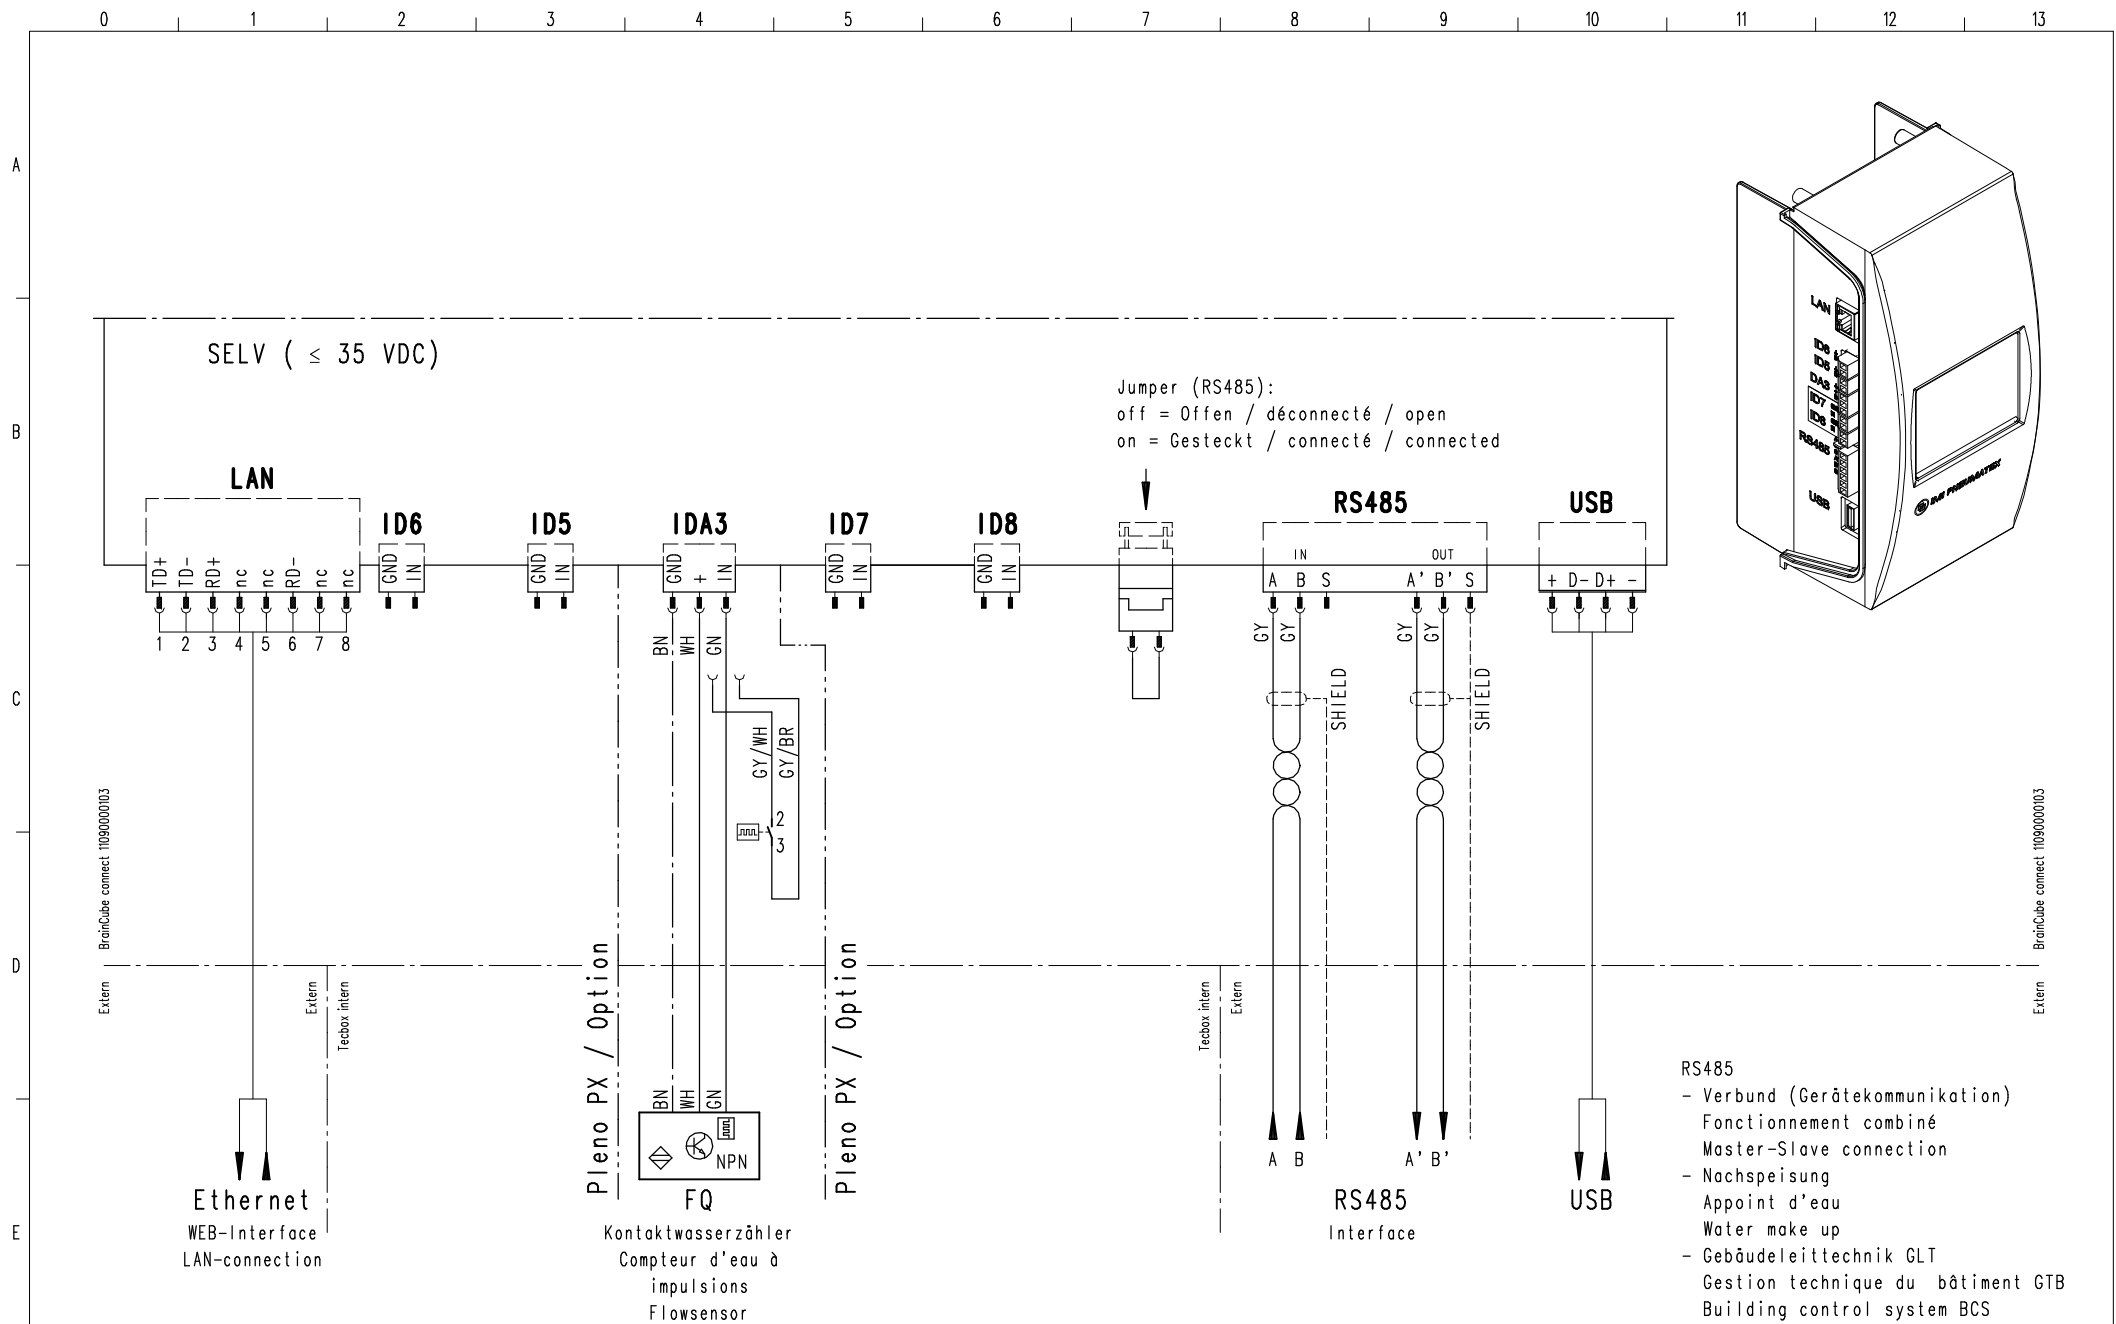 0 1 2 3 4 5 6 7 8 9 10 11 12 13
A
B
C
D
E
SELV ( ≤ 35 VDC)
Jumper (RS485):
off = Offen / déconnecté / open
on = Gesteckt / connecté / connected
LAN
ID6
ID5
IDA3
ID7
ID8
RS485
USB
TD+ TD- RD+ nc nc RD- nc nc
GND IN
GND IN
GND + IN
GND IN
GND IN
IN OUT
A B S A' B' S
+ D- D+ -
1 2 3 4 5 6 7 8
BN WH GN
GY GY
GY GY
SHIELD
SHIELD
GY/WH
GY/BR
2
3
BrainCube connect 11090000103
BrainCube connect 11090000103
Extern
Extern
Tecbox intern
Pleno PX / Option
Pleno PX / Option
Tecbox intern
Extern
Extern
BN WH GN
NPN
A B A' B'
Ethernet
WEB-Interface
LAN-connection
FQ
Kontaktwasserzähler
Compteur d'eau à
impulsions
Flowsensor
RS485
Interface
USB
RS485
- Verbund (Gerätekommunikation)
Fonctionnement combiné
Master-Slave connection
- Nachspeisung
Appoint d'eau
Water make up
- Gebäudeleittechnik GLT
Gestion technique du bâtiment GTB
Building control system BCS
LAN
ID6
ID5
DA3
ID7
RS485
USB
IMI PNEUMATEX